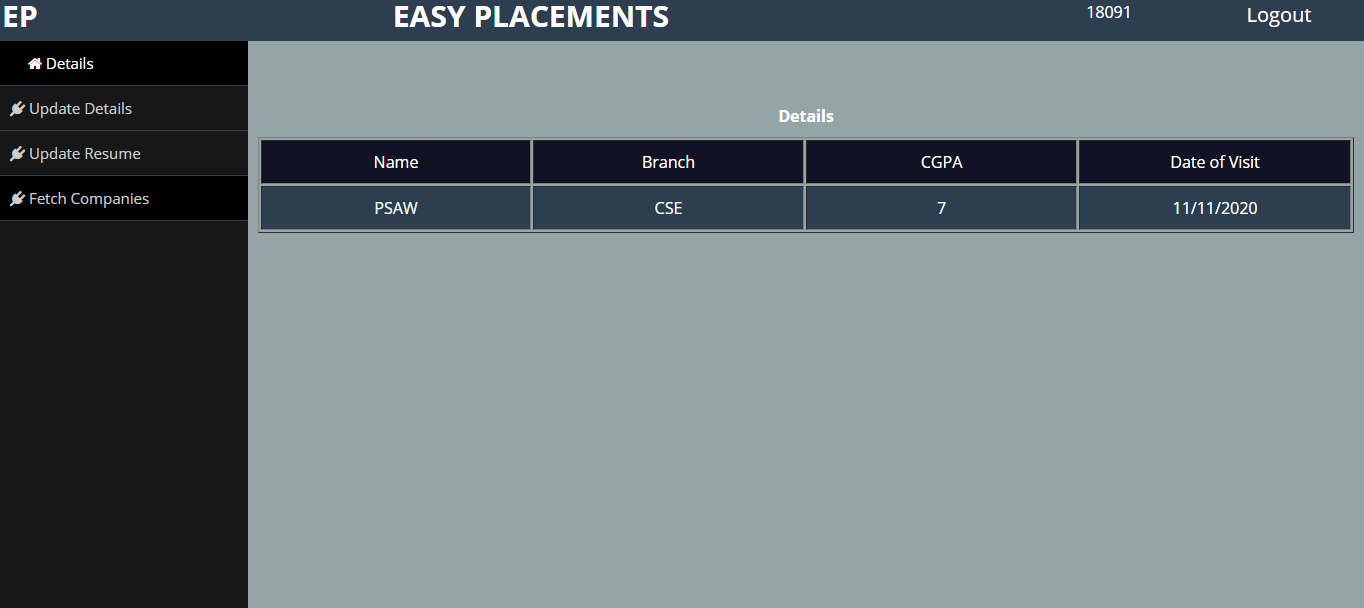 EP EASY PLACEMENTS 18091 Logout
Details
Update Details
Update Resume
Fetch Companies
Details
Name Branch CGPA Date of Visit
PSAW CSE 7 11/11/2020